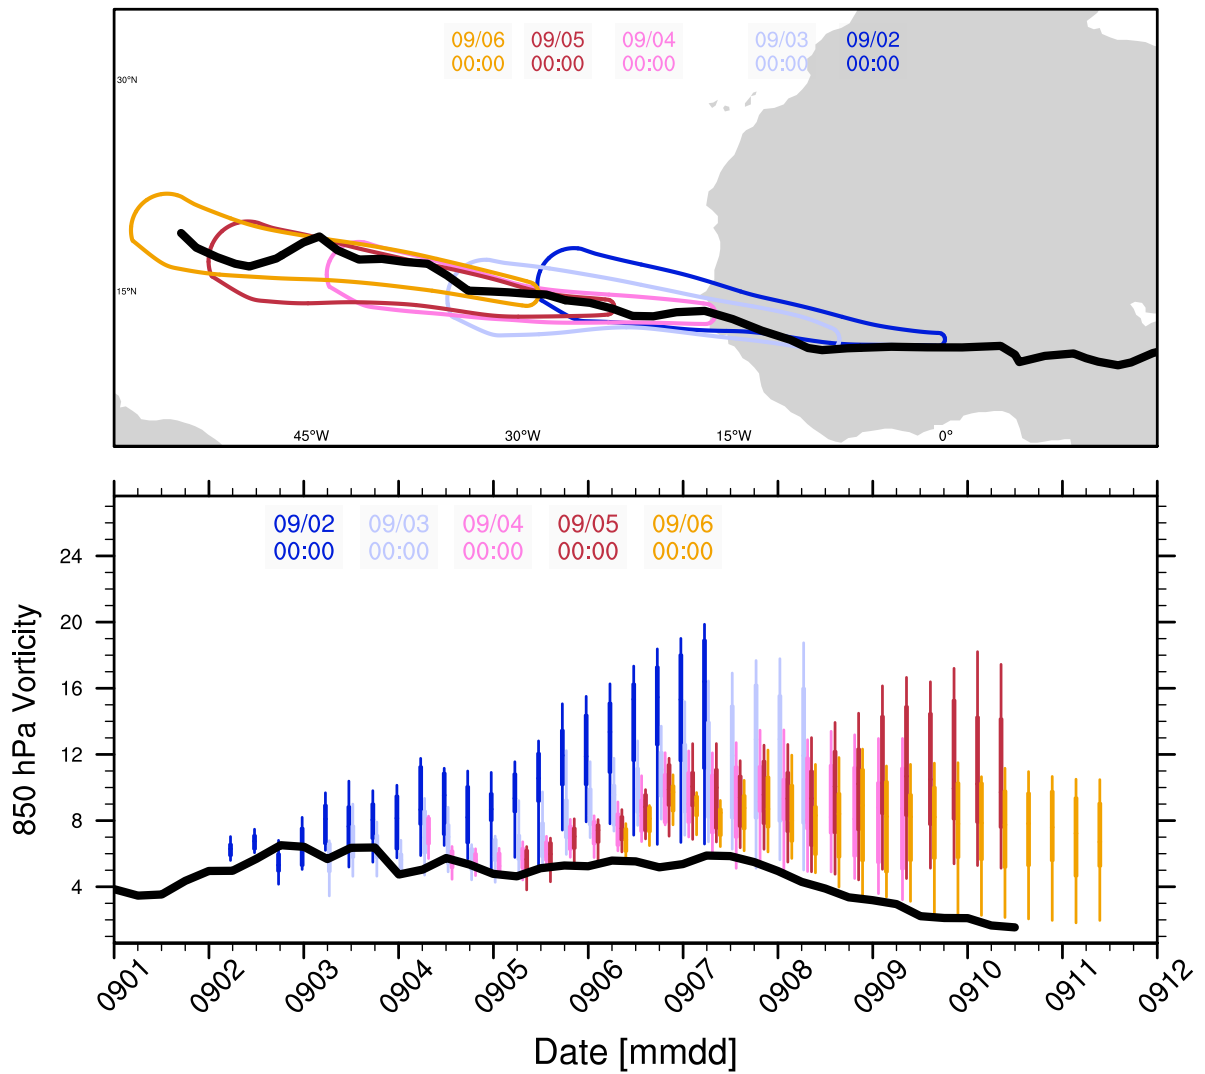 09/06 09/05 09/04 09/03 09/02
00:00 00:00 00:00 00:00 00:00
30°N
15°N
45°W 30°W 15°W 0°
09/02 09/03 09/04 09/05 09/06
00:00 00:00 00:00 00:00 00:00
24
20
16
12
8
4
850 hPa Vorticity
0901 0902 0903 0904 0905 0906 0907 0908 0909 0910 0911 0912
Date [mmdd]